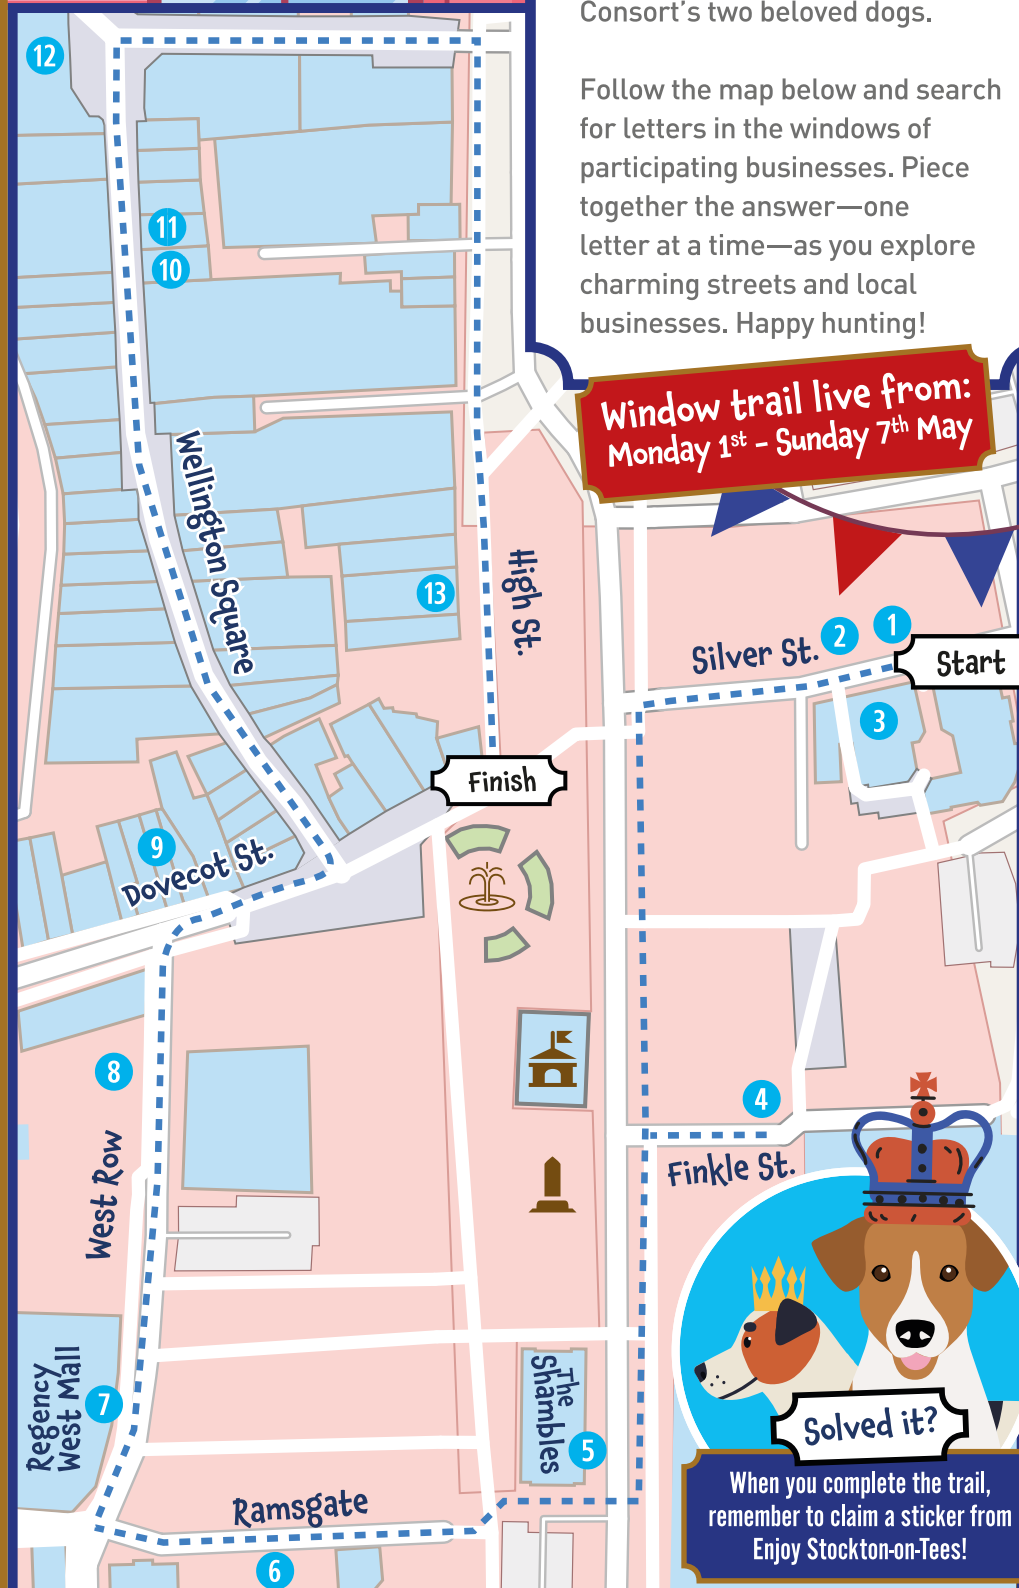 Consort's two beloved dogs.
Follow the map below and search
for letters in the windows of
participating businesses. Piece
together the answer—one
letter at a time—as you explore
charming streets and local
businesses. Happy hunting!
Window trail live from:
Monday 1st – Sunday 7th May
12
11
10
Wellington Square
13
High St.
Silver St.
2
1
Start
3
Finish
9
Dovecot St.
8
4
Finkle St.
West Row
Regency
West Mall
7
The
Shambles
5
Ramsgate
6
Solved it?
When you complete the trail,
remember to claim a sticker from
Enjoy Stockton-on-Tees!